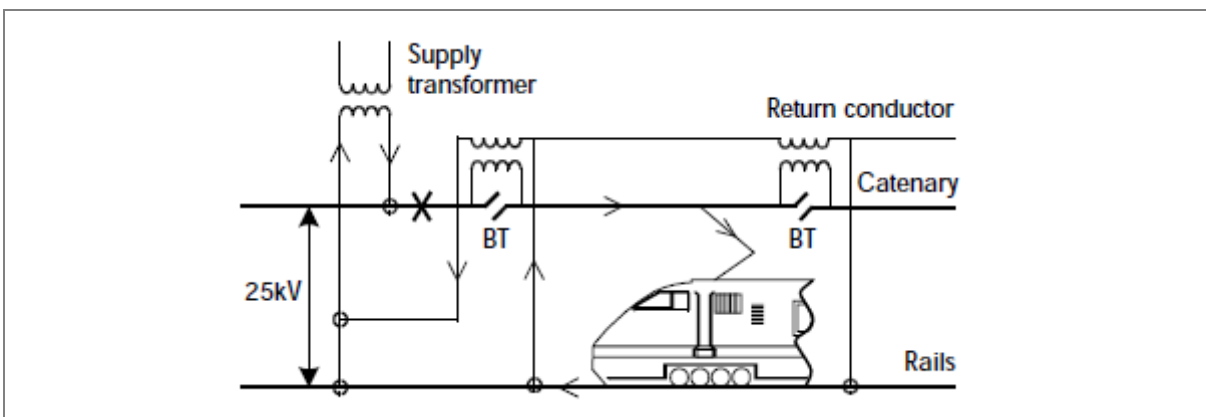 Supply
transformer
Return conductor
Catenary
BT
BT
25kV
Rails